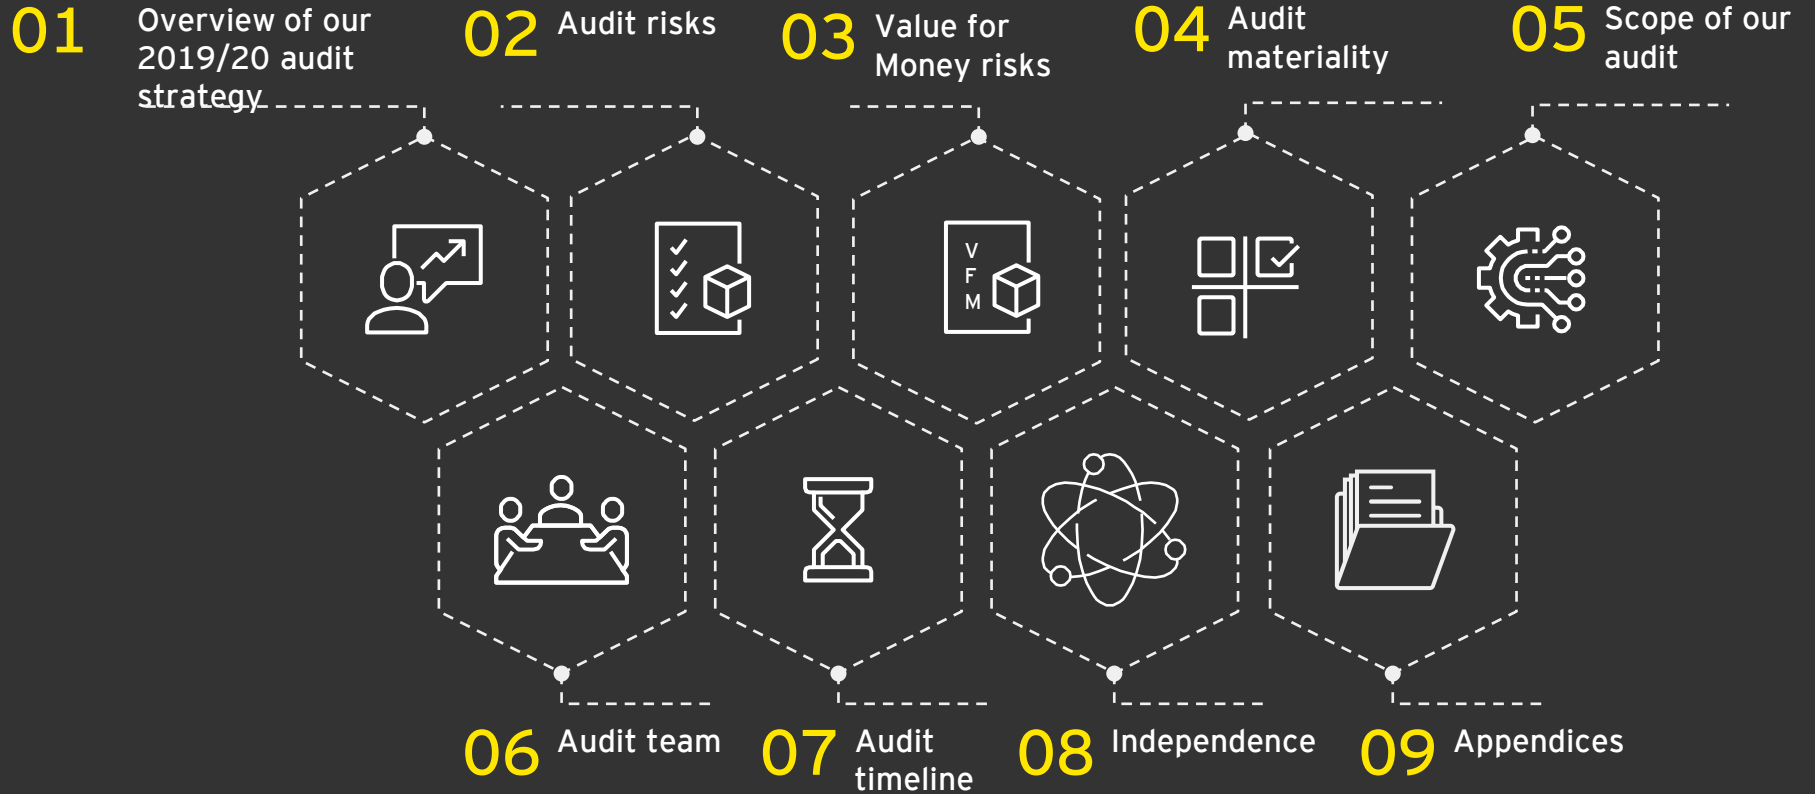 01
Overview of our
2019/20 audit
strategy
02
Audit risks
03
Value for
Money risks
04
Audit
materiality
05
Scope of our
audit
V
F
M
06
Audit team
07
Audit
timeline
08
Independence
09
Appendices